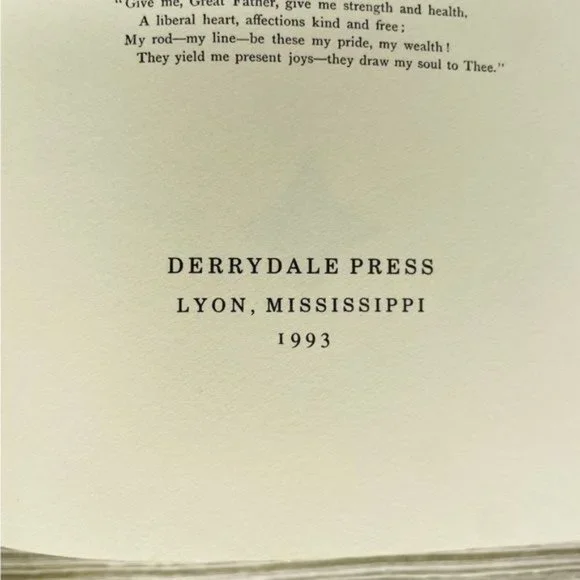 "Give me, Great Father, give me strength and health,
A liberal heart, affections kind and free;
My rod—my line—be these my pride, my wealth!
They yield me present joys—they draw my soul to Thee."
DERRYDALE PRESS
LYON, MISSISSIPPI
1993